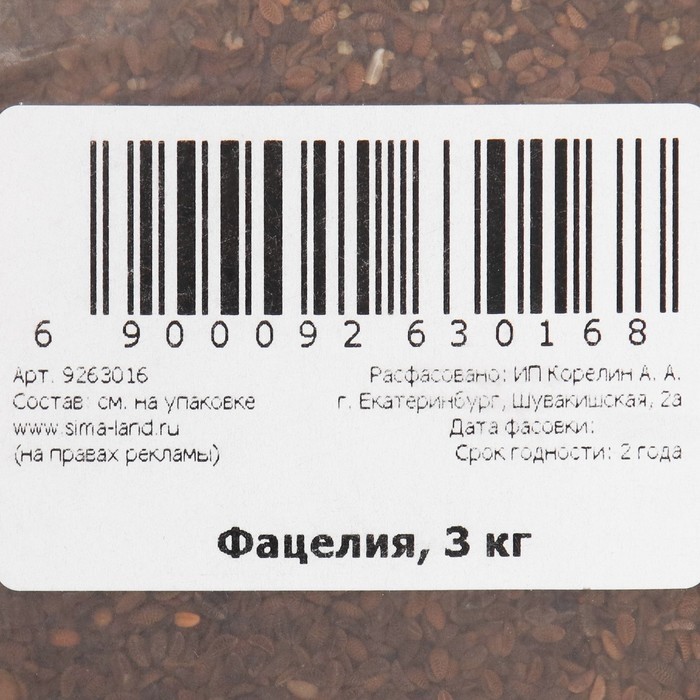 6 900092 630168
Арт. 9263016
Состав: см. на упаковке
www.sima-land.ru
(на правах рекламы)
Расфасовано: ИП Корелин А. А.
г. Екатеринбург, Шувакишская, 2а
Дата фасовки:
Срок годности: 2 года
Фацелия, 3 кг